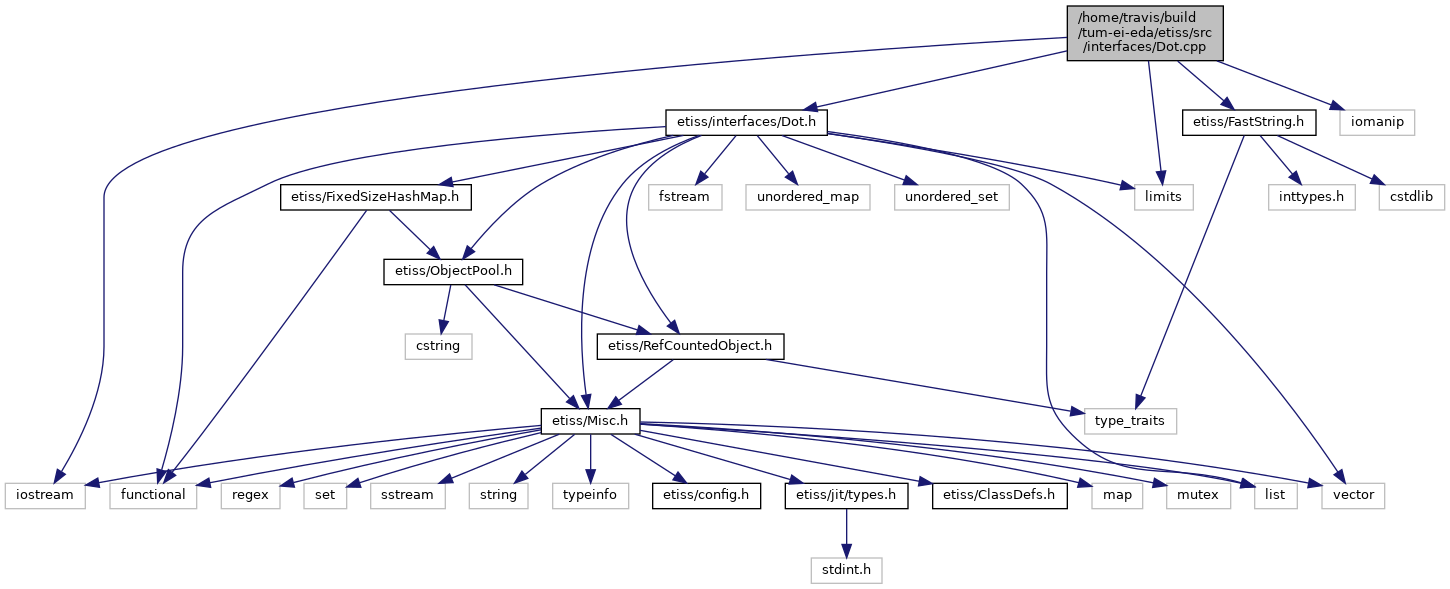 /home/travis/build
/tum-ei-eda/etiss/src
/interfaces/Dot.cpp
etiss/interfaces/Dot.h
etiss/FastString.h
iomanip
etiss/FixedSizeHashMap.h
fstream
unordered_map
unordered_set
limits
inttypes.h
cstdlib
etiss/ObjectPool.h
cstring
etiss/RefCountedObject.h
etiss/Misc.h
type_traits
iostream
functional
regex
set
sstream
string
typeinfo
etiss/config.h
etiss/jit/types.h
etiss/ClassDefs.h
map
mutex
list
vector
stdint.h